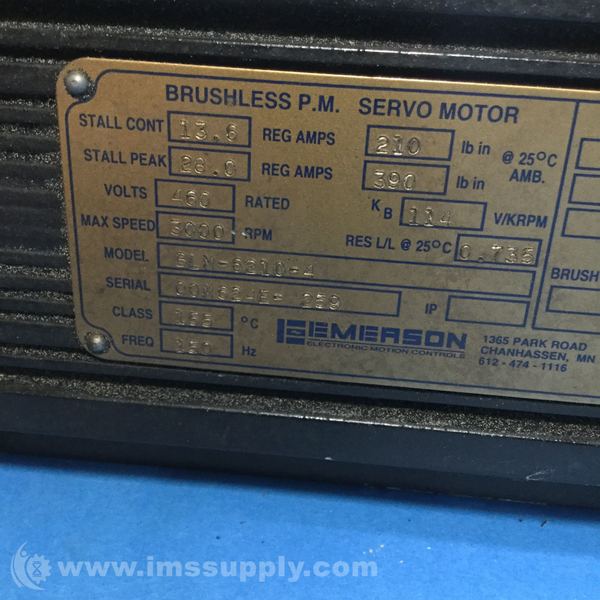 BRUSHLESS P.M. SERVO MOTOR
STALL CONT 13.6 REG AMPS 210 lb in @ 25°C
STALL PEAK 28.0 REG AMPS 390 lb in AMB.
VOLTS 460 RATED KB 114 V/KRPM
MAX SPEED 3000 RPM RES L/L @ 25°C 0.735
MODEL
BRUSH
SERIAL 259 IP
CLASS 155 °C
FREQ 150 Hz
EMERSON
ELECTRONIC MOTION CONTROLS
1365 PARK ROAD
CHANHASSEN, MN
612-474-1116
www.imssupply.com